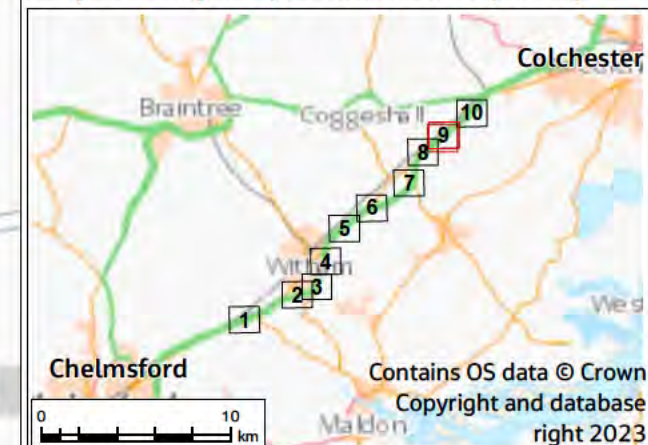 Colchester
Braintree
Coggeshall
10
9
8
7
6
5
4
Witham
3
2
1
West
Chelmsford
Contains OS data © Crown
Copyright and database
right 2023
0 10
km
Maldon